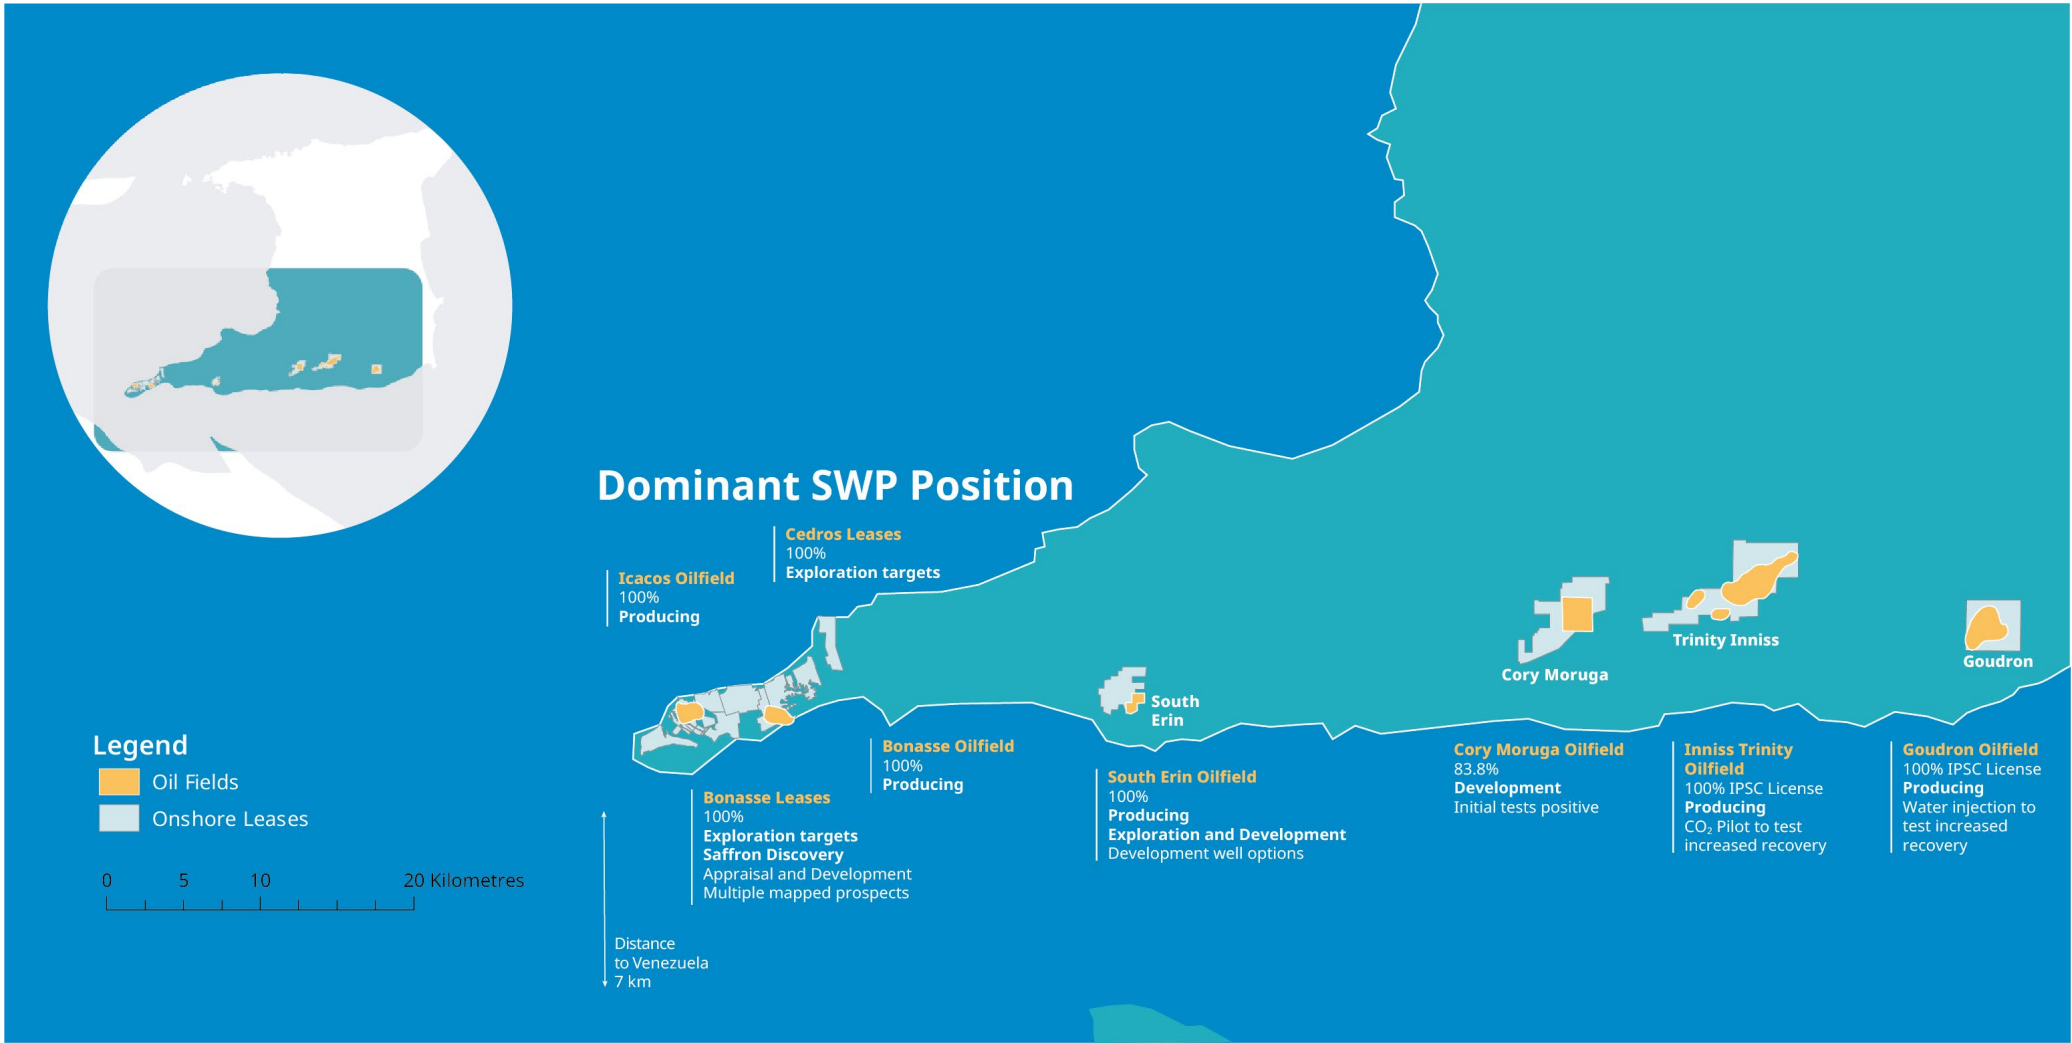 Dominant SWP Position
Cedros Leases
100%
Exploration targets
Icacos Oilfield
100%
Producing
Trinity Inniss
Goudron
Cory Moruga
South
Erin
Bonasse Oilfield
100%
Producing
Bonasse Leases
100%
Exploration targets
Saffron Discovery
Appraisal and Development
Multiple mapped prospects
South Erin Oilfield
100%
Producing
Exploration and Development
Development well options
Cory Moruga Oilfield
83.8%
Development
Initial tests positive
Inniss Trinity
Oilfield
100% IPSC License
Producing
CO₂ Pilot to test
increased recovery
Goudron Oilfield
100% IPSC License
Producing
Water injection to
test increased
recovery
Legend
Oil Fields
Onshore Leases
0 5 10 20 Kilometres
Distance
to Venezuela
7 km